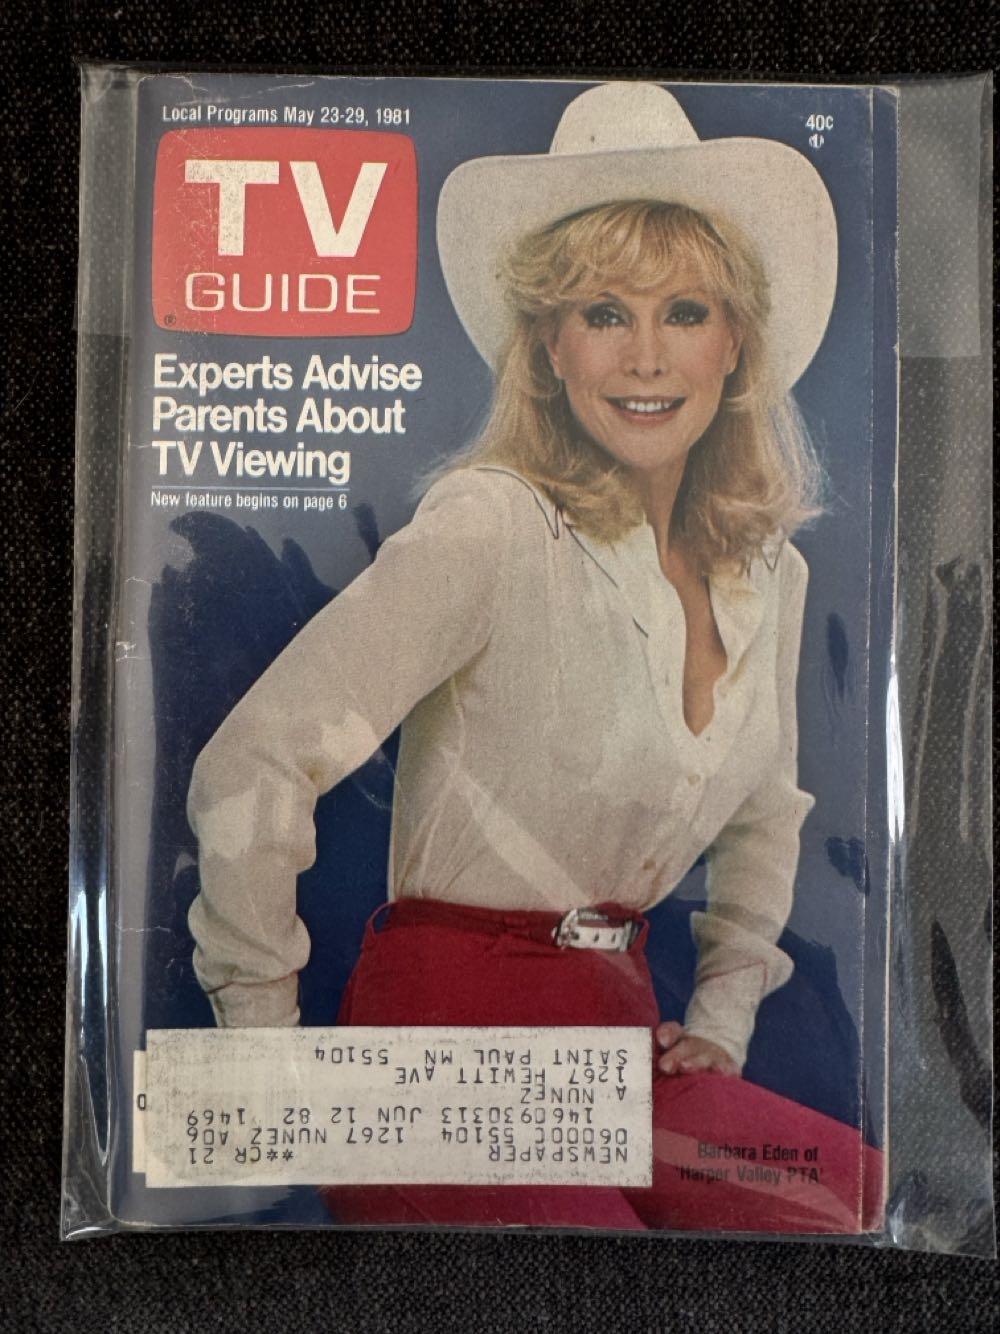 Local Programs May 23-29, 1981
40¢
TV
GUIDE
®
Experts Advise
Parents About
TV Viewing
New feature begins on page 6
NEWSPAPER **CR 21
06000C 55104 1267 NUNEZ A06
14609 30313 JUN 12 82 1469
A NUNEZ
1267 HEWITT AVE
SAINT PAUL MN 55104
Barbara Eden of
'Harper Valley PTA'